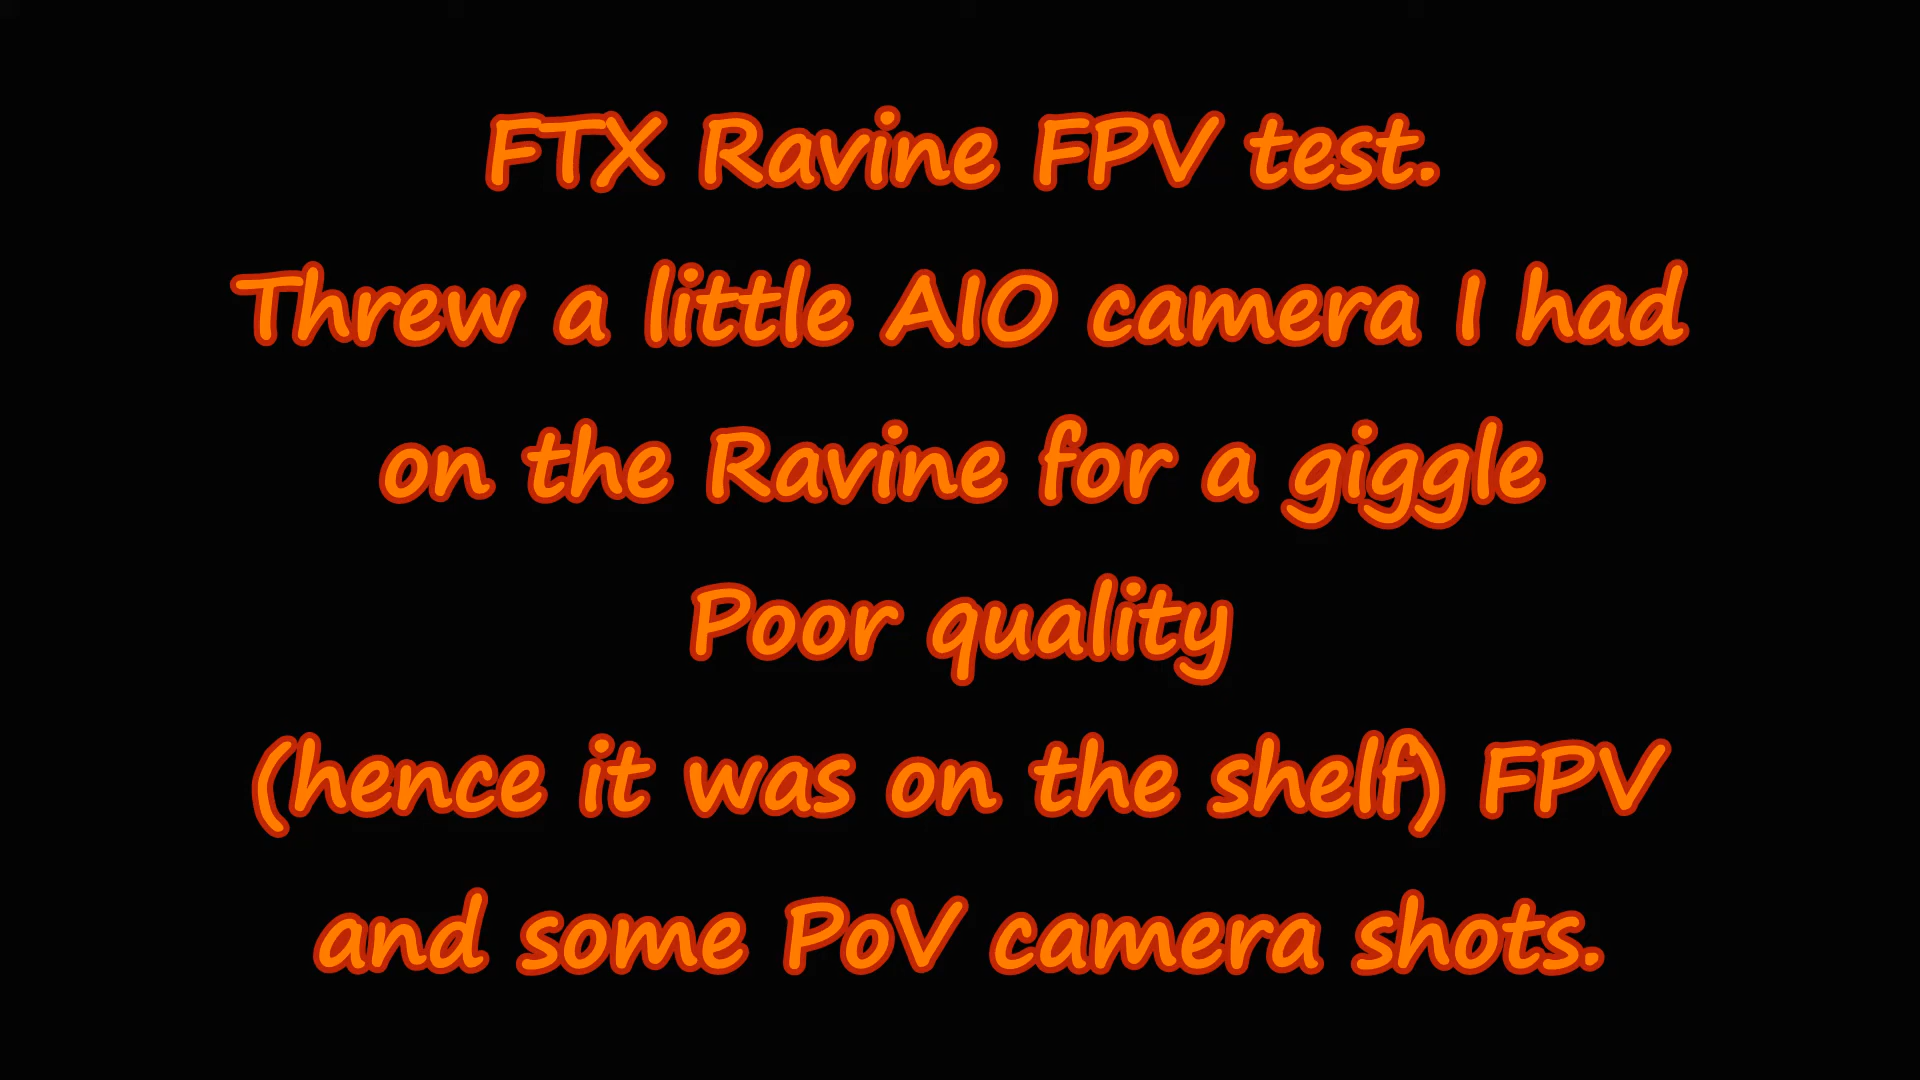 FTX Ravine FPV test.
Threw a little AIO camera I had
on the Ravine for a giggle
Poor quality
(hence it was on the shelf) FPV
and some PoV camera shots.